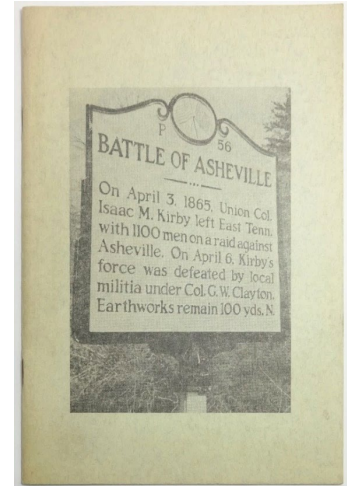 P 56
BATTLE OF ASHEVILLE
On April 3, 1865, Union Col.
Isaac M. Kirby left East Tenn.
with 1100 men on a raid against
Asheville. On April 6, Kirby's
force was defeated by local
militia under Col. G. W. Clayton.
Earthworks remain 100 yds. N.